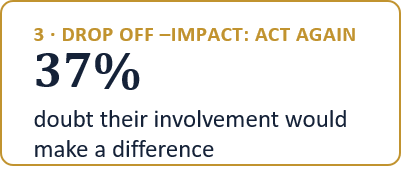 3 · DROP OFF –IMPACT: ACT AGAIN
37%
doubt their involvement would
make a difference